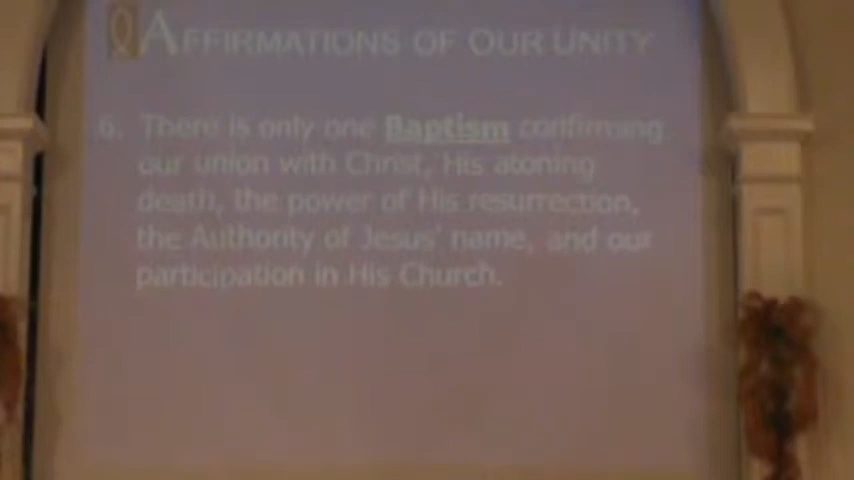 AFFIRMATIONS OF OUR UNITY
6. There is only one Baptism confirming
our union with Christ, His atoning
death, the power of His resurrection,
the Authority of Jesus' name, and our
participation in His Church.